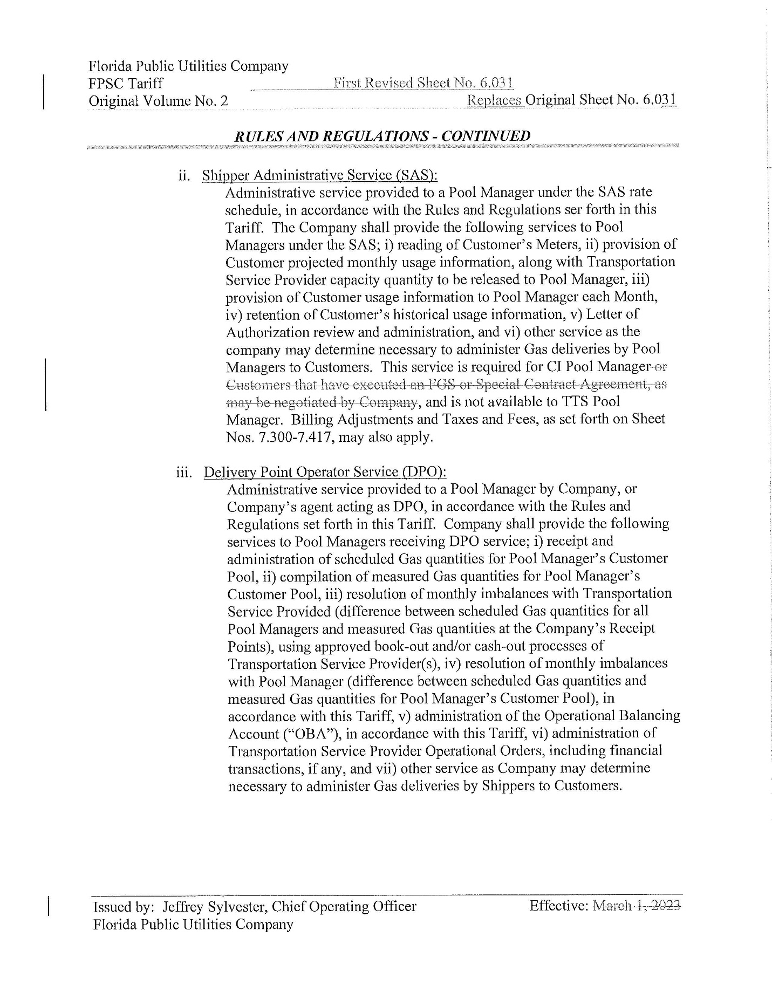 Florida Public Utilities Company
FPSC Tariff First Revised Sheet No. 6.031
Original Volume No. 2 Replaces Original Sheet No. 6.031
RULES AND REGULATIONS - CONTINUED
ii. Shipper Administrative Service (SAS):
Administrative service provided to a Pool Manager under the SAS rate
schedule, in accordance with the Rules and Regulations ser forth in this
Tariff. The Company shall provide the following services to Pool
Managers under the SAS; i) reading of Customer's Meters, ii) provision of
Customer projected monthly usage information, along with Transportation
Service Provider capacity quantity to be released to Pool Manager, iii)
provision of Customer usage information to Pool Manager each Month,
iv) retention of Customer's historical usage information, v) Letter of
Authorization review and administration, and vi) other service as the
company may determine necessary to administer Gas deliveries by Pool
Managers to Customers. This service is required for CI Pool Manager or
Customers that have executed an FGS or Special Contract Agreement, as
may be negotiated by Company, and is not available to TTS Pool
Manager. Billing Adjustments and Taxes and Fees, as set forth on Sheet
Nos. 7.300-7.417, may also apply.
iii. Delivery Point Operator Service (DPO):
Administrative service provided to a Pool Manager by Company, or
Company's agent acting as DPO, in accordance with the Rules and
Regulations set forth in this Tariff. Company shall provide the following
services to Pool Managers receiving DPO service; i) receipt and
administration of scheduled Gas quantities for Pool Manager's Customer
Pool, ii) compilation of measured Gas quantities for Pool Manager's
Customer Pool, iii) resolution of monthly imbalances with Transportation
Service Provided (difference between scheduled Gas quantities for all
Pool Managers and measured Gas quantities at the Company's Receipt
Points), using approved book-out and/or cash-out processes of
Transportation Service Provider(s), iv) resolution of monthly imbalances
with Pool Manager (difference between scheduled Gas quantities and
measured Gas quantities for Pool Manager's Customer Pool), in
accordance with this Tariff, v) administration of the Operational Balancing
Account ("OBA"), in accordance with this Tariff, vi) administration of
Transportation Service Provider Operational Orders, including financial
transactions, if any, and vii) other service as Company may determine
necessary to administer Gas deliveries by Shippers to Customers.
Issued by: Jeffrey Sylvester, Chief Operating Officer Effective: March 1, 2023
Florida Public Utilities Company